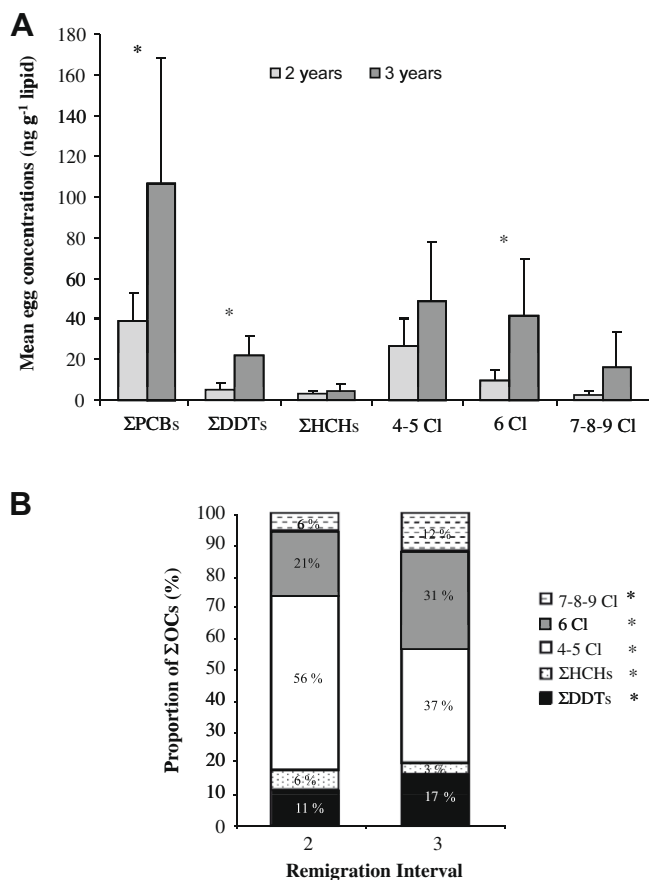 A
Mean egg concentrations (ng g⁻¹ lipid)
180
160
140
120
100
80
60
40
20
0
2 years
3 years
*
*
*
ΣPCBs
ΣDDTs
ΣHCHs
4-5 Cl
6 Cl
7-8-9 Cl
B
Proportion of ΣOCs (%)
100
90
80
70
60
50
40
30
20
10
0
6 %
21%
56 %
6 %
11 %
12 %
31 %
37 %
3 %
17 %
7-8-9 Cl *
6 Cl *
4-5 Cl *
ΣHCHs *
ΣDDTs *
2
3
Remigration Interval